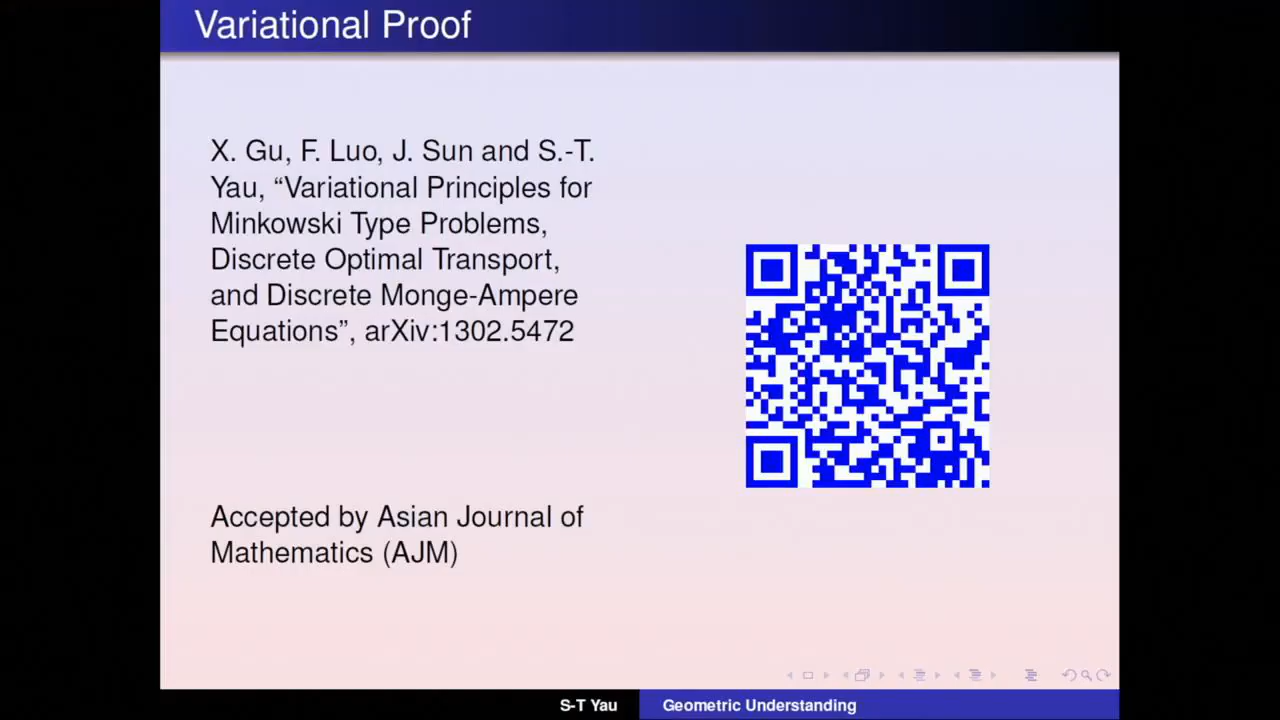 Variational Proof
X. Gu, F. Luo, J. Sun and S.-T.
Yau, “Variational Principles for
Minkowski Type Problems,
Discrete Optimal Transport,
and Discrete Monge-Ampere
Equations”, arXiv:1302.5472
Accepted by Asian Journal of
Mathematics (AJM)
S-T Yau
Geometric Understanding